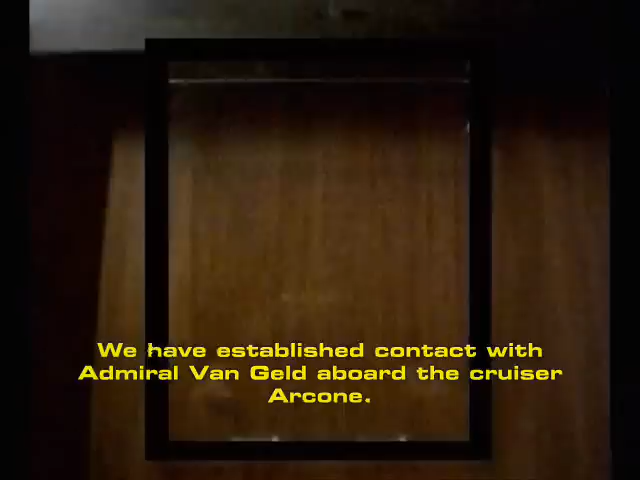 We have established contact with
Admiral Van Geld aboard the cruiser
Arcone.